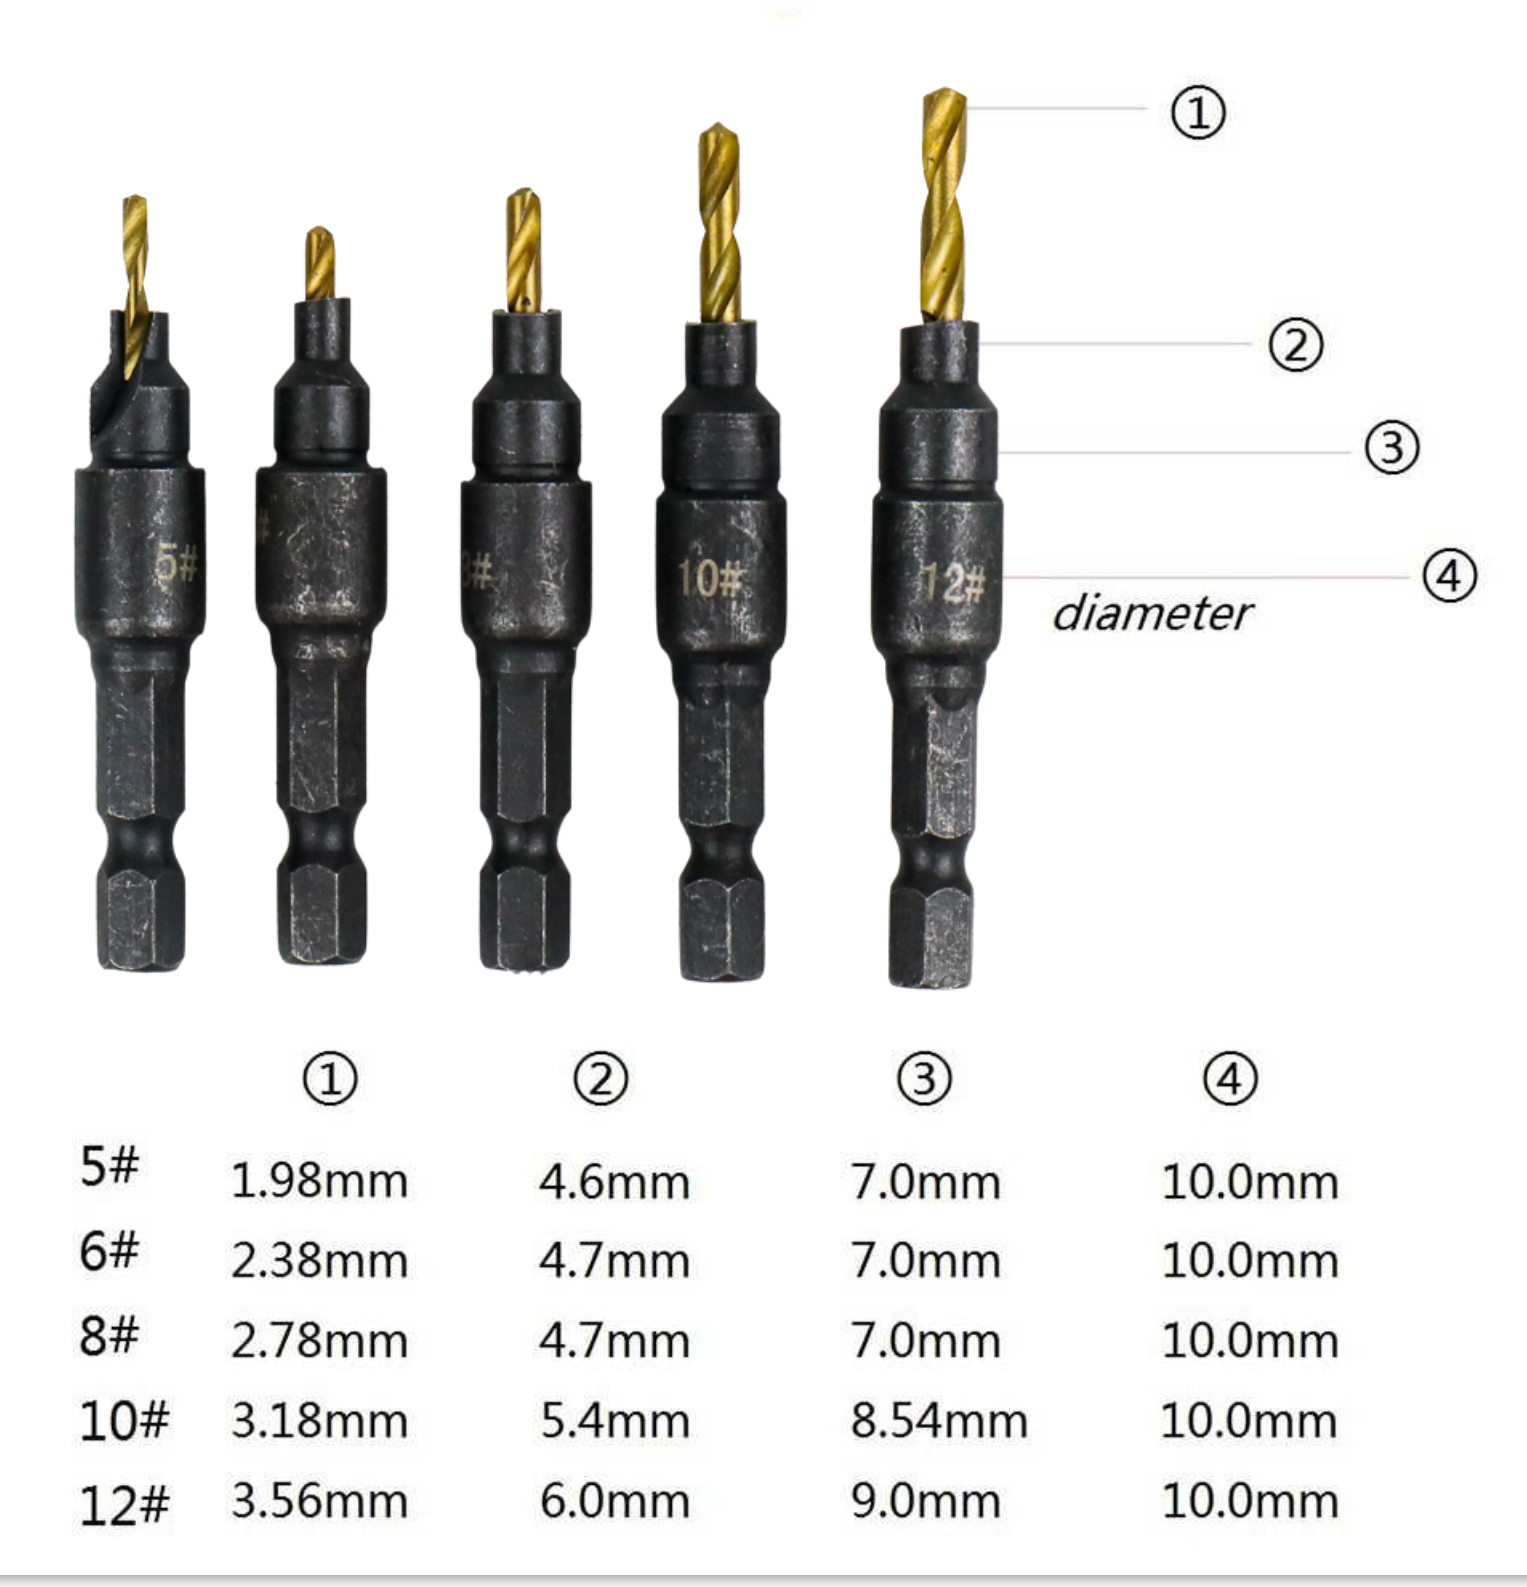 ①
②
③
④
diameter
5#
#
8#
10#
12#
① ② ③ ④
5# 1.98mm 4.6mm 7.0mm 10.0mm
6# 2.38mm 4.7mm 7.0mm 10.0mm
8# 2.78mm 4.7mm 7.0mm 10.0mm
10# 3.18mm 5.4mm 8.54mm 10.0mm
12# 3.56mm 6.0mm 9.0mm 10.0mm